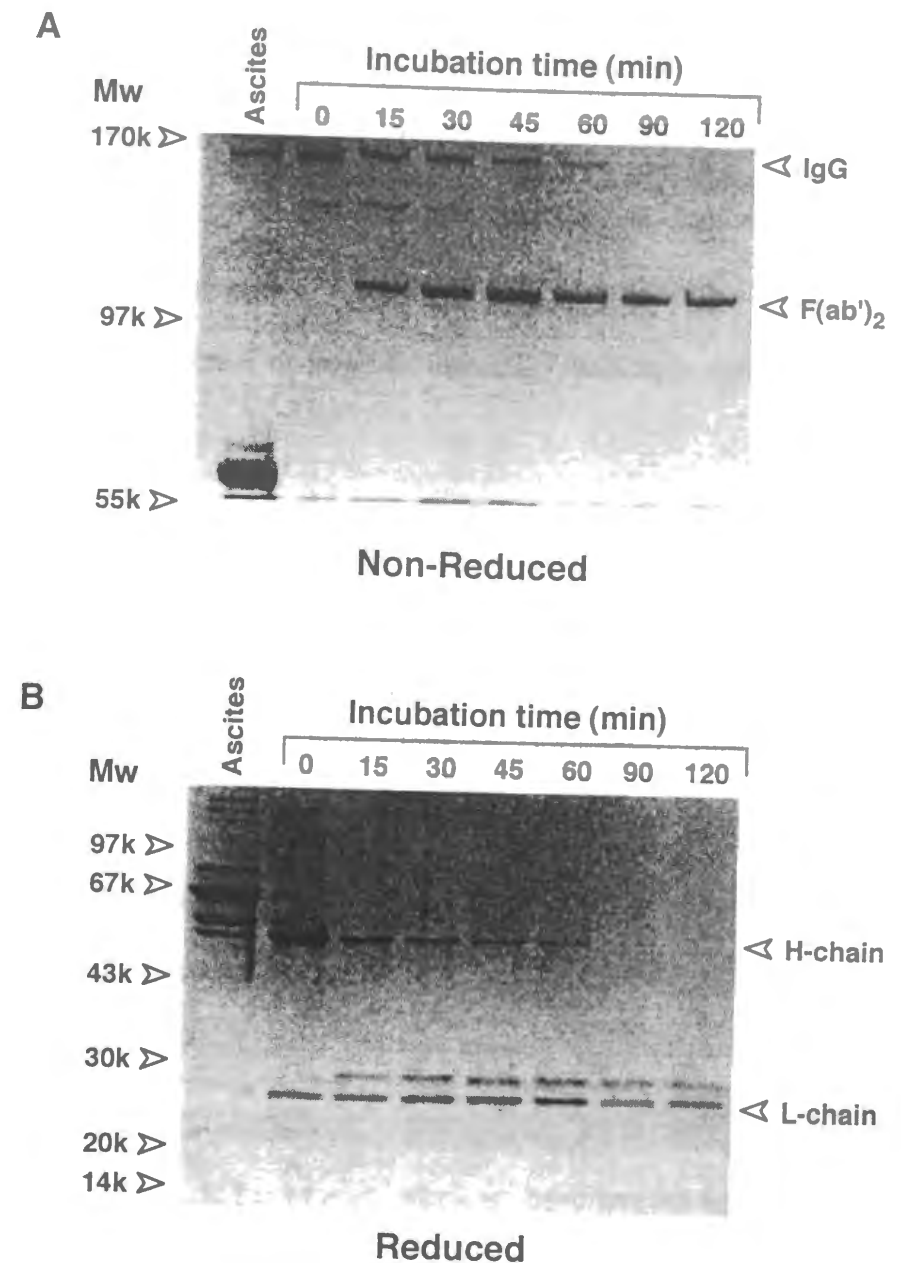 A
Ascites
Incubation time (min)
Mw
0 15 30 45 60 90 120
170k
IgG
97k
F(ab')2
55k
Non-Reduced
B
Ascites
Incubation time (min)
Mw
0 15 30 45 60 90 120
97k
67k
H-chain
43k
30k
L-chain
20k
14k
Reduced